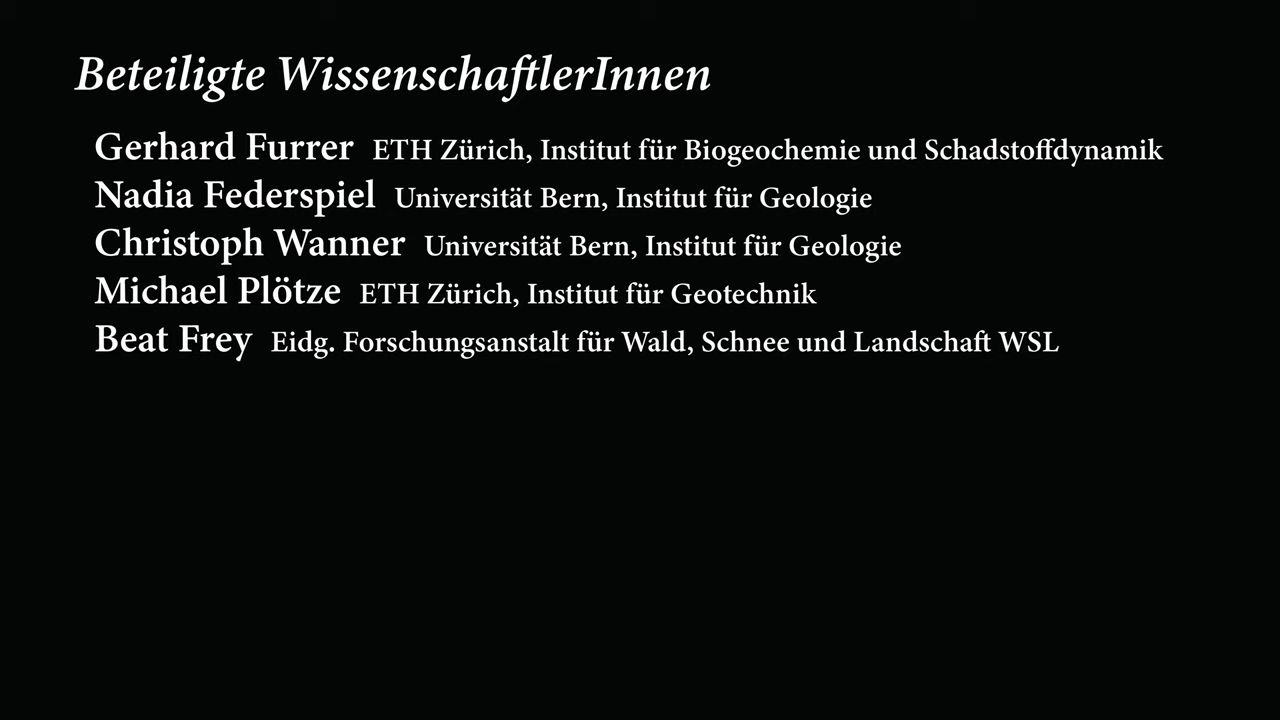 Beteiligte WissenschaftlerInnen
Gerhard Furrer ETH Zürich, Institut für Biogeochemie und Schadstoffdynamik
Nadia Federspiel Universität Bern, Institut für Geologie
Christoph Wanner Universität Bern, Institut für Geologie
Michael Plötze ETH Zürich, Institut für Geotechnik
Beat Frey Eidg. Forschungsanstalt für Wald, Schnee und Landschaft WSL